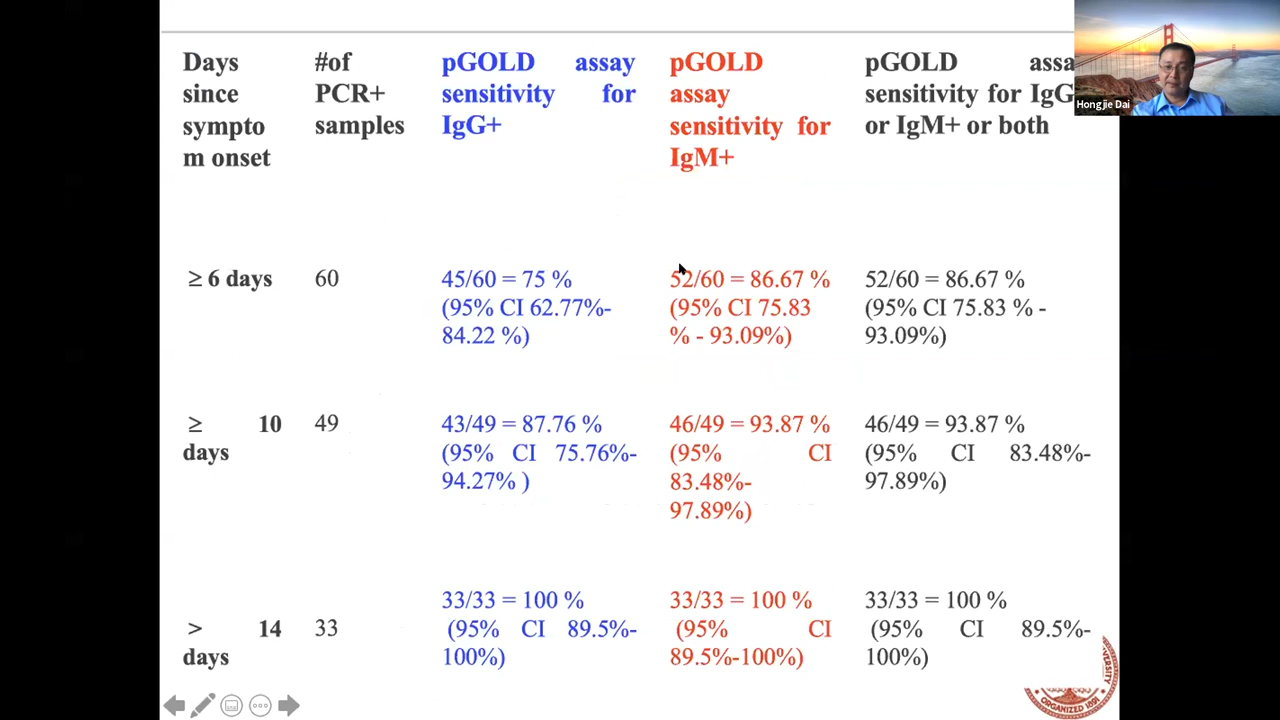 Days
since
sympto
m onset
#of
PCR+
samples
pGOLD assay
sensitivity for
IgG+
pGOLD
assay
sensitivity for
IgM+
pGOLD assa
sensitivity for IgG
or IgM+ or both
Hongjie Dai
≥ 6 days
60
45/60 = 75 %
(95% CI 62.77%-
84.22 %)
52/60 = 86.67 %
(95% CI 75.83
% - 93.09%)
52/60 = 86.67 %
(95% CI 75.83 % -
93.09%)
≥ 10
days
49
43/49 = 87.76 %
(95% CI 75.76%-
94.27% )
46/49 = 93.87 %
(95% CI
83.48%-
97.89%)
46/49 = 93.87 %
(95% CI 83.48%-
97.89%)
> 14
days
33
33/33 = 100 %
(95% CI 89.5%-
100%)
33/33 = 100 %
(95% CI
89.5%-100%)
33/33 = 100 %
(95% CI 89.5%-
100%)
ORGANIZED 1891